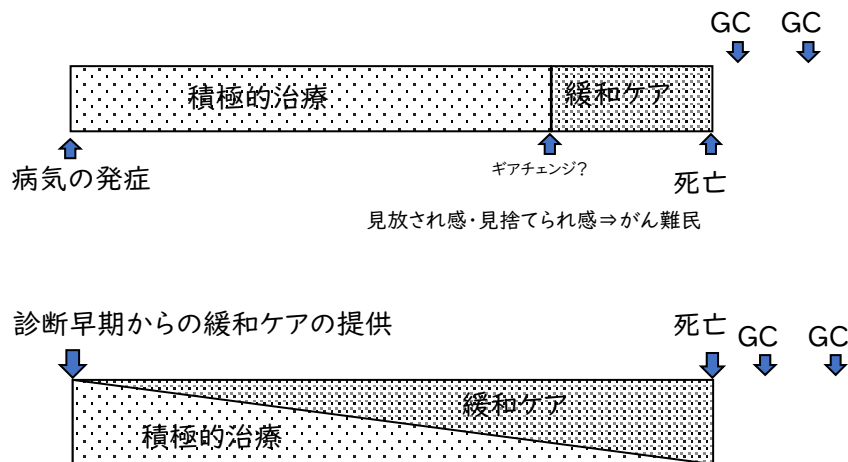 GC GC
積極的治療 緩和ケア
病気の発症 ギアチェンジ? 死亡
見放され感・見捨てられ感⇒がん難民
診断早期からの緩和ケアの提供 死亡 GC GC
緩和ケア
積極的治療